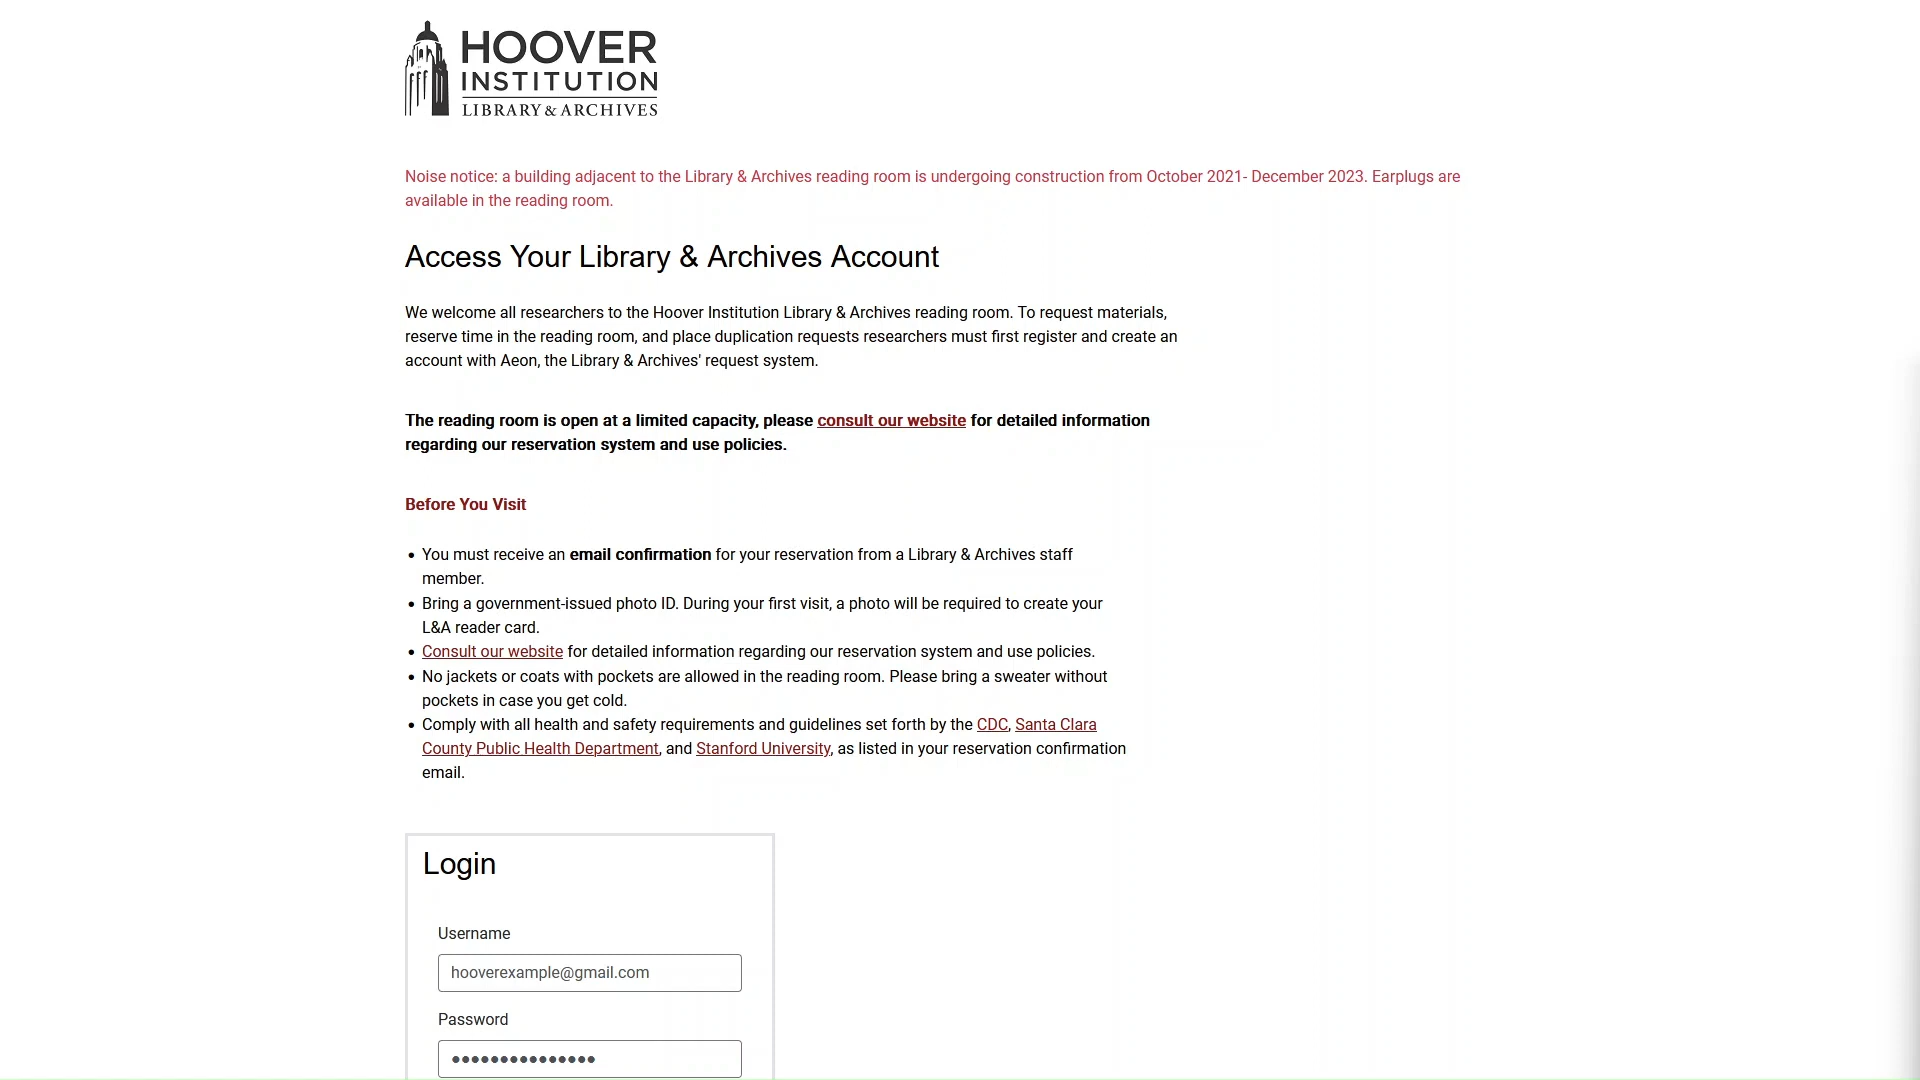 HOOVER
INSTITUTION
LIBRARY & ARCHIVES
Noise notice: a building adjacent to the Library & Archives reading room is undergoing construction from October 2021- December 2023. Earplugs are
available in the reading room.
Access Your Library & Archives Account
We welcome all researchers to the Hoover Institution Library & Archives reading room. To request materials,
reserve time in the reading room, and place duplication requests researchers must first register and create an
account with Aeon, the Library & Archives' request system.
The reading room is open at a limited capacity, please consult our website for detailed information
regarding our reservation system and use policies.
Before You Visit
• You must receive an email confirmation for your reservation from a Library & Archives staff
member.
• Bring a government-issued photo ID. During your first visit, a photo will be required to create your
L&A reader card.
• Consult our website for detailed information regarding our reservation system and use policies.
• No jackets or coats with pockets are allowed in the reading room. Please bring a sweater without
pockets in case you get cold.
• Comply with all health and safety requirements and guidelines set forth by the CDC, Santa Clara
County Public Health Department, and Stanford University, as listed in your reservation confirmation
email.
Login
Username
hooverexample@gmail.com
Password
•••••••••••••••